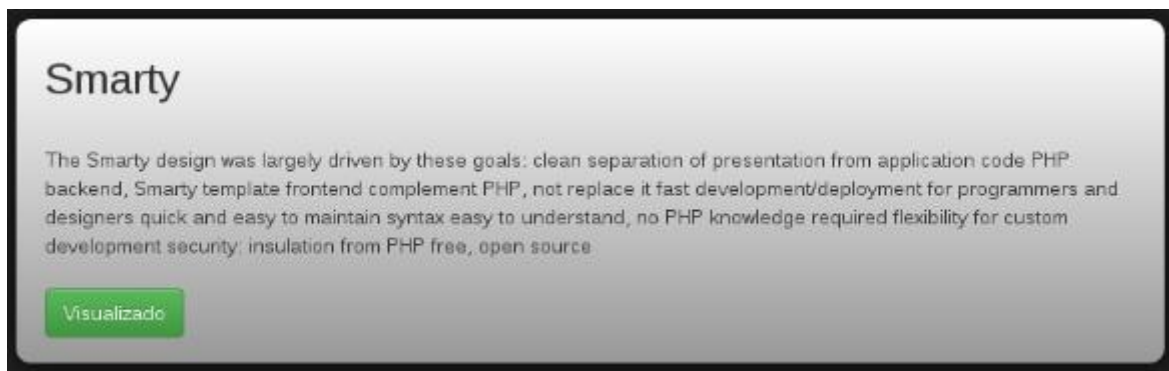 Smarty
The Smarty design was largely driven by these goals: clean separation of presentation from application code PHP
backend, Smarty template frontend complement PHP, not replace it fast development/deployment for programmers and
designers quick and easy to maintain syntax easy to understand, no PHP knowledge required flexibility for custom
development security: insulation from PHP free, open source
Visualizado